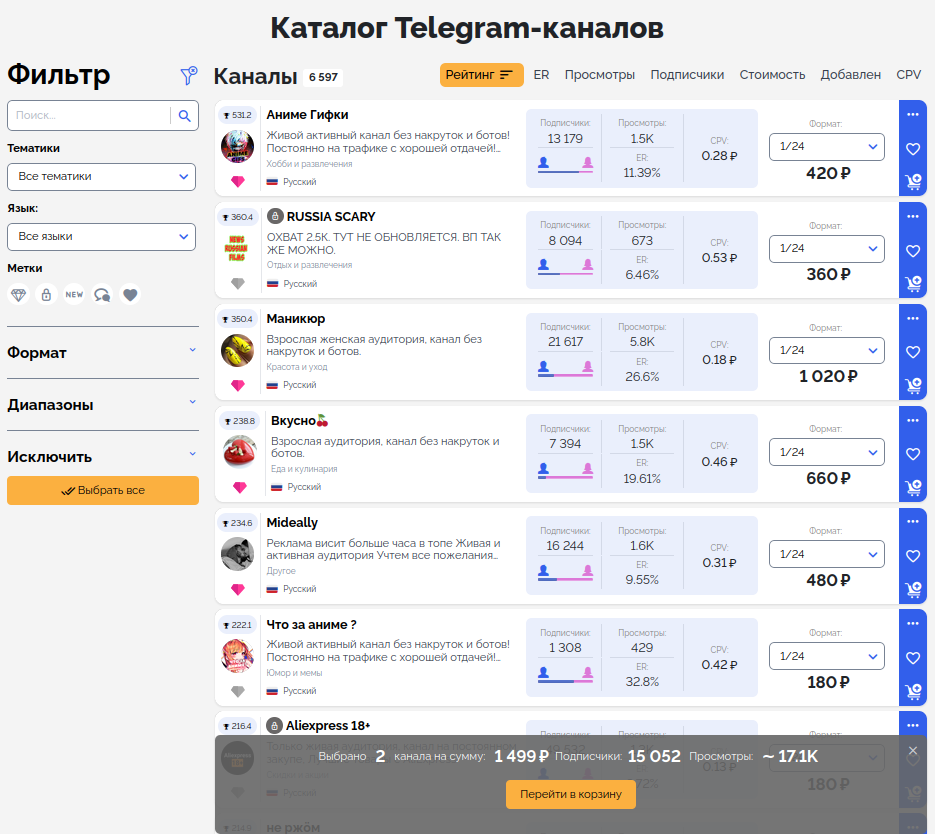 Каталог Telegram-каналов
Фильтр
Поиск...
Тематики
Все тематики
Язык:
Все языки
Метки
NEW
Формат
Диапазоны
Исключить
Выбрать все
Каналы 6 597
Рейтинг ER Просмотры Подписчики Стоимость Добавлен CPV
531.2
Аниме Гифки
Живой активный канал без накруток и ботов!
Постоянно на трафике с хорошей отдачей!..
Хобби и развлечения
Русский
Подписчики:
13 179
Просмотры:
1.5K
ER:
11.39%
CPV:
0.28 ₽
Формат:
1/24
420 ₽
360.4
RUSSIA SCARY
NEWS
RUSSIAN
FILMS
ОХВАТ 2.5K. ТУТ НЕ ОБНОВЛЯЕТСЯ. ВП ТАК
ЖЕ МОЖНО.
Отдых и развлечения
Русский
Подписчики:
8 094
Просмотры:
673
ER:
6.46%
CPV:
0.53 ₽
Формат:
1/24
360 ₽
350.4
Маникюр
Взрослая женская аудитория, канал без
накруток и ботов.
Красота и уход
Русский
Подписчики:
21 617
Просмотры:
5.8K
ER:
26.6%
CPV:
0.18 ₽
Формат:
1/24
1 020 ₽
238.8
Вкусно🍒
Взрослая аудитория, канал без накруток и
ботов.
Еда и кулинария
Русский
Подписчики:
7 394
Просмотры:
1.5K
ER:
19.61%
CPV:
0.46 ₽
Формат:
1/24
660 ₽
234.6
Mideally
Реклама висит больше часа в топе Живая и
активная аудитория Учтем все пожелания...
Другое
Русский
Подписчики:
16 244
Просмотры:
1.6K
ER:
9.55%
CPV:
0.31 ₽
Формат:
1/24
480 ₽
222.1
Что за аниме ?
Живой активный канал без накруток и ботов!
Постоянно на трафике с хорошей отдачей!..
Юмор и мемы
Русский
Подписчики:
1 308
Просмотры:
429
ER:
32.8%
CPV:
0.42 ₽
Формат:
1/24
180 ₽
216.4
Aliexpress 18+
Русский
0.13 ₽
180 ₽
Выбрано 2 канала на сумму: 1 499 ₽ Подписчики: 15 052 Просмотры: ~ 17.1K
Перейти в корзину
214.9
не ржём